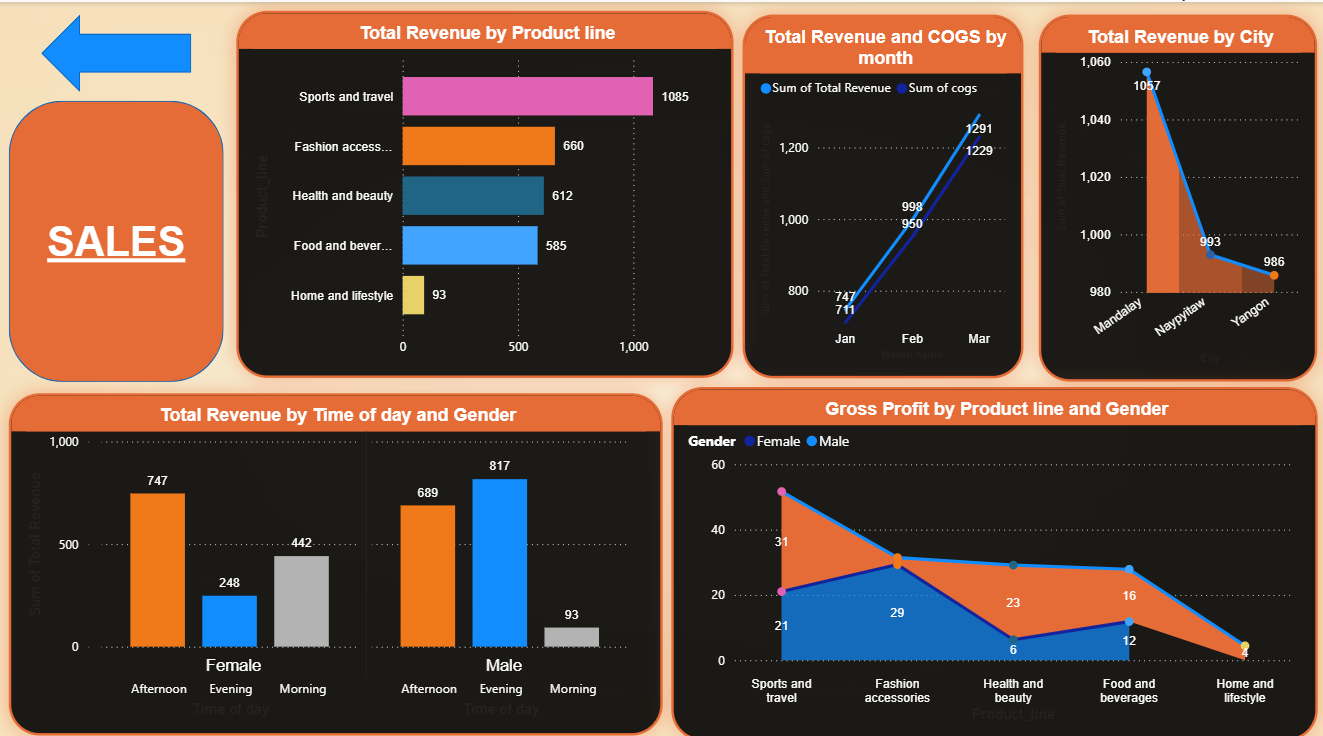 SALES
Total Revenue by Product line
Product_line
Sports and travel
1085
Fashion access...
660
Health and beauty
612
Food and bever...
585
Home and lifestyle
93
0 500 1,000
Total Revenue and COGS by
month
Sum of Total Revenue Sum of cogs
Sum of Total Revenue and Sum of cogs
1,200
1,000
800
1291
1229
998
950
747
711
Jan Feb Mar
Month name
Total Revenue by City
Sum of Total Revenue
1,060
1,040
1,020
1,000
980
1057
993
986
Mandalay
Naypyitaw
Yangon
City
Total Revenue by Time of day and Gender
Sum of Total Revenue
1,000
500
0
747
248
442
689
817
93
Female Male
Afternoon Evening Morning Afternoon Evening Morning
Time of day Time of day
Gross Profit by Product line and Gender
Gender Female Male
60
40
20
0
31
21
29
23
6
16
12
4
Sports and
travel
Fashion
accessories
Health and
beauty
Food and
beverages
Home and
lifestyle
Product_line